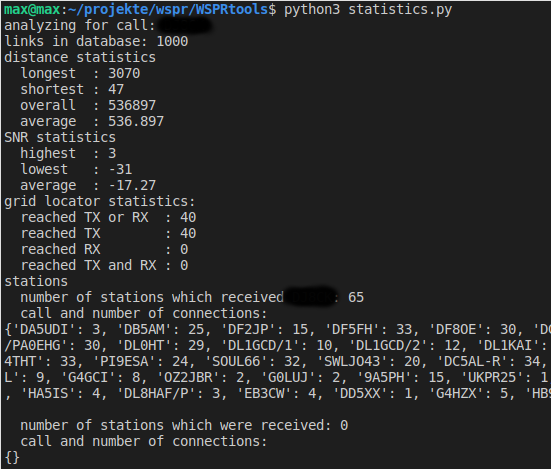 max@max:~/projekte/wspr/WSPRtools$ python3 statistics.py
analyzing for call:
links in database: 1000
distance statistics
  longest  : 3070
  shortest : 47
  overall  : 536897
  average  : 536.897
SNR statistics
  highest  : 3
  lowest   : -31
  average  : -17.27
grid locator statistics:
  reached TX or RX  : 40
  reached TX        : 40
  reached RX        : 0
  reached TX and RX : 0
stations
  number of stations which received : 65
  call and number of connections:
{'DA5UDI': 3, 'DB5AM': 25, 'DF2JP': 15, 'DF5FH': 33, 'DF8OE': 30,
/PA0EHG': 30, 'DL0HT': 29, 'DL1GCD/1': 10, 'DL1GCD/2': 12, 'DL1KAI':
4THT': 33, 'PI9ESA': 24, 'SOUL66': 32, 'SWLJO43': 20, 'DC5AL-R': 34,
L': 9, 'G4GCI': 8, 'OZ2JBR': 2, 'G0LUJ': 2, '9A5PH': 15, 'UKPR25': 1
, 'HA5IS': 4, 'DL8HAF/P': 3, 'EB3CW': 4, 'DD5XX': 1, 'G4HZX': 5, 'HB9
  number of stations which were received: 0
  call and number of connections:
{}